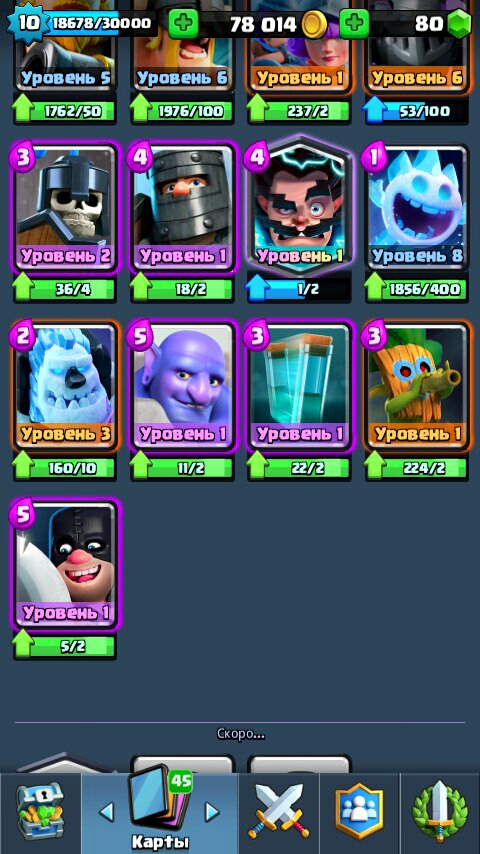 10 18678/30000 78 014 80
Уровень 5 Уровень 6 Уровень 1 Уровень 6
1762/50 1976/100 237/2 53/100
3 4 4 1
Уровень 2 Уровень 1 Уровень 1 Уровень 8
36/4 18/2 1/2 1856/400
2 5 3 3
Уровень 3 Уровень 1 Уровень 1 Уровень 1
160/10 11/2 22/2 224/2
5
Уровень 1
5/2
Скоро...
45
Карты